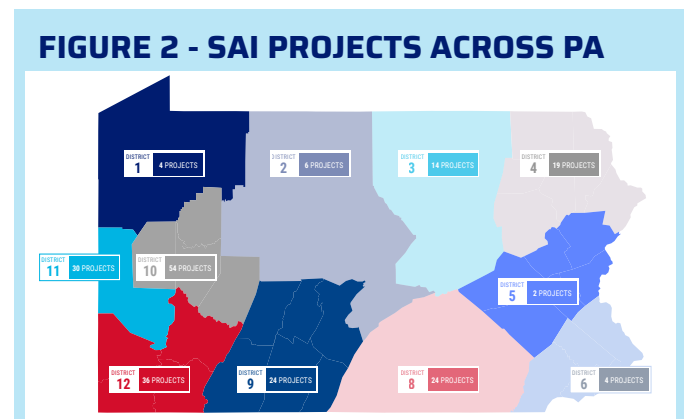 FIGURE 2 - SAI PROJECTS ACROSS PA
DISTRICT
1
4 PROJECTS
DISTRICT
2
6 PROJECTS
DISTRICT
3
14 PROJECTS
DISTRICT
4
19 PROJECTS
DISTRICT
11
30 PROJECTS
DISTRICT
10
54 PROJECTS
DISTRICT
5
2 PROJECTS
DISTRICT
12
36 PROJECTS
DISTRICT
9
24 PROJECTS
DISTRICT
8
24 PROJECTS
DISTRICT
6
4 PROJECTS